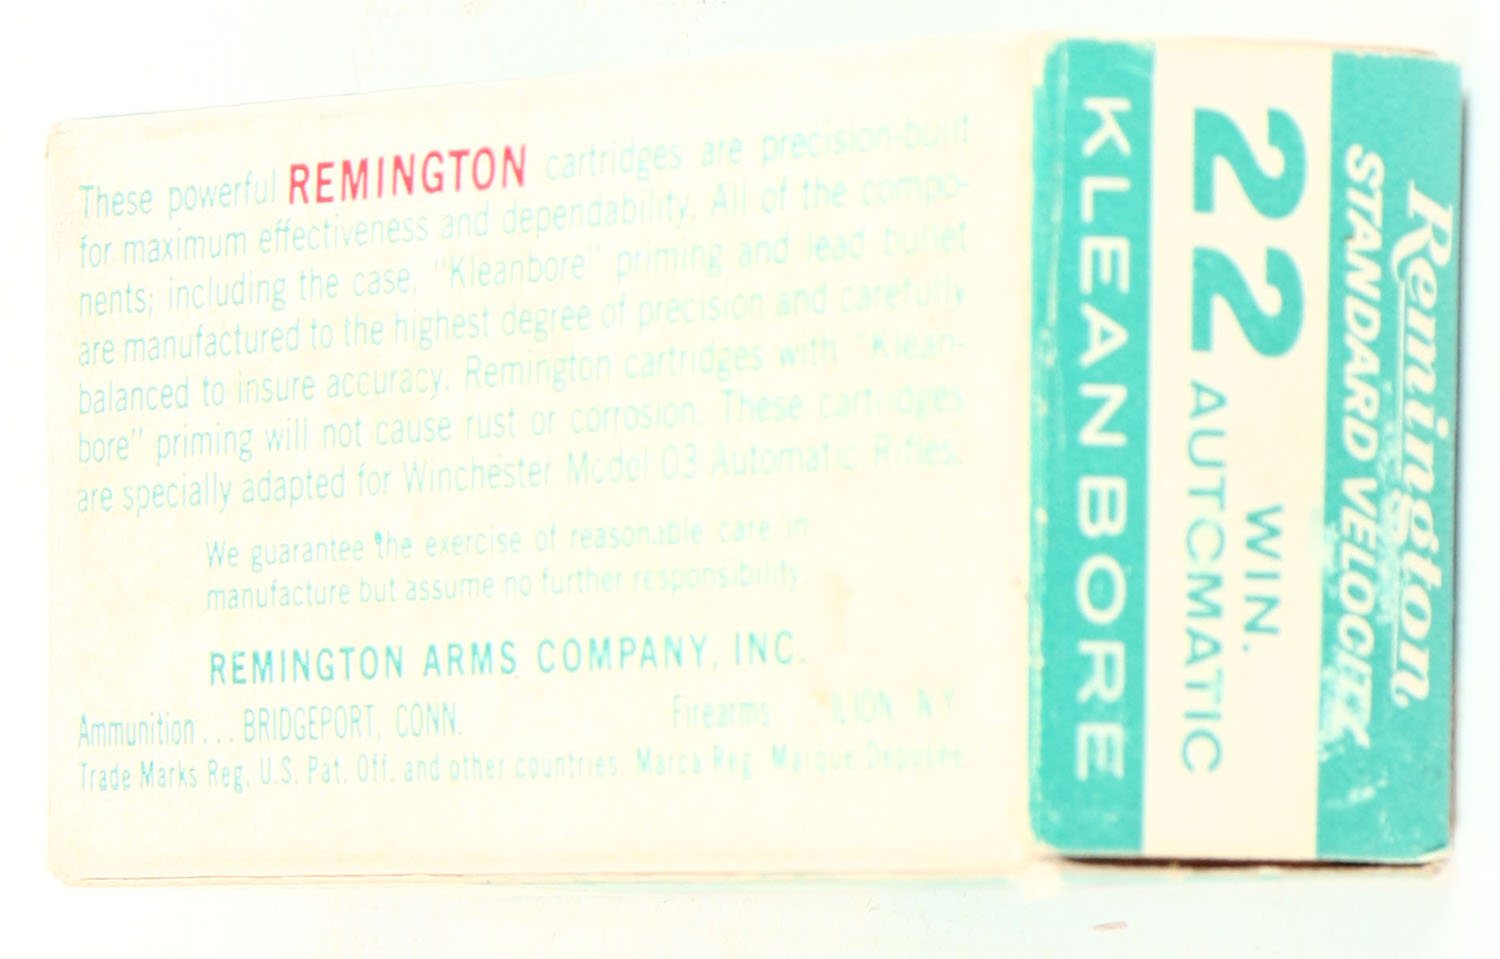 These powerful REMINGTON cartridges are precision-built
for maximum effectiveness and dependability. All of the compo-
nents; including the case, "Kleanbore" priming and lead bullet
are manufactured to the highest degree of precision and carefully
balanced to insure accuracy. Remington cartridges with "Klean-
bore" priming will not cause rust or corrosion. These cartridges
are specially adapted for Winchester Model 03 Automatic Rifles.
We guarantee the exercise of reasonable care in
manufacture but assume no further responsibility.
REMINGTON ARMS COMPANY, INC.
Ammunition . . . BRIDGEPORT, CONN. Firearms ILION N Y
Trade Marks Reg. U.S. Pat. Off. and other countries. Marca Reg. Marque Deposée
Remington
STANDARD VELOCITY
22 WIN.
AUTOMATIC
KLEANBORE